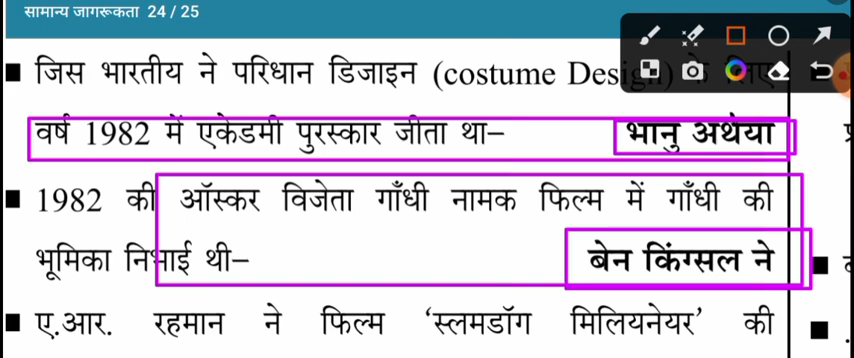 सामान्य जागरूकता 24 / 25
■ जिस भारतीय ने परिधान डिजाइन (costume Design) के लिए
वर्ष 1982 में एकेडमी पुरस्कार जीता था– भानु अथैया
■ 1982 की ऑस्कर विजेता गाँधी नामक फिल्म में गाँधी की
भूमिका निभाई थी– बेन किंग्सल ने
■ ए.आर. रहमान ने फिल्म ‘स्लमडॉग मिलियनेयर’ की